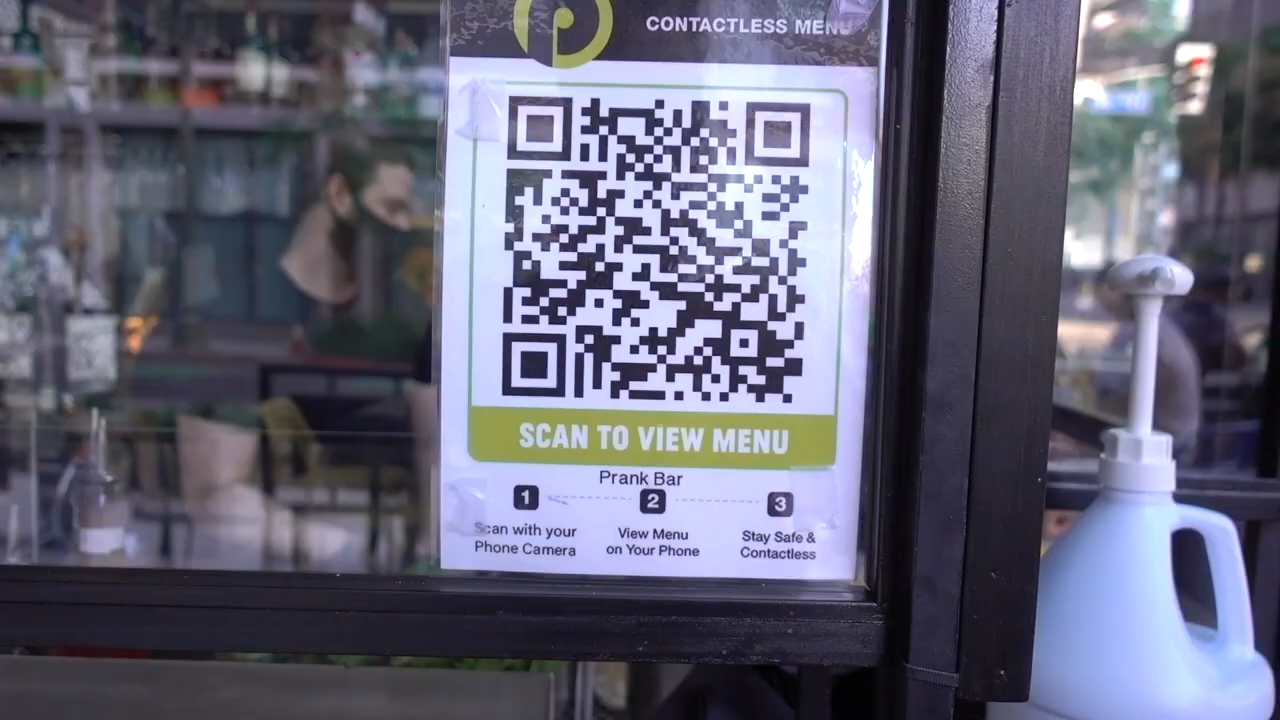 CONTACTLESS MENU
SCAN TO VIEW MENU
Prank Bar
1 2 3
Scan with your
Phone Camera
View Menu
on Your Phone
Stay Safe &
Contactless